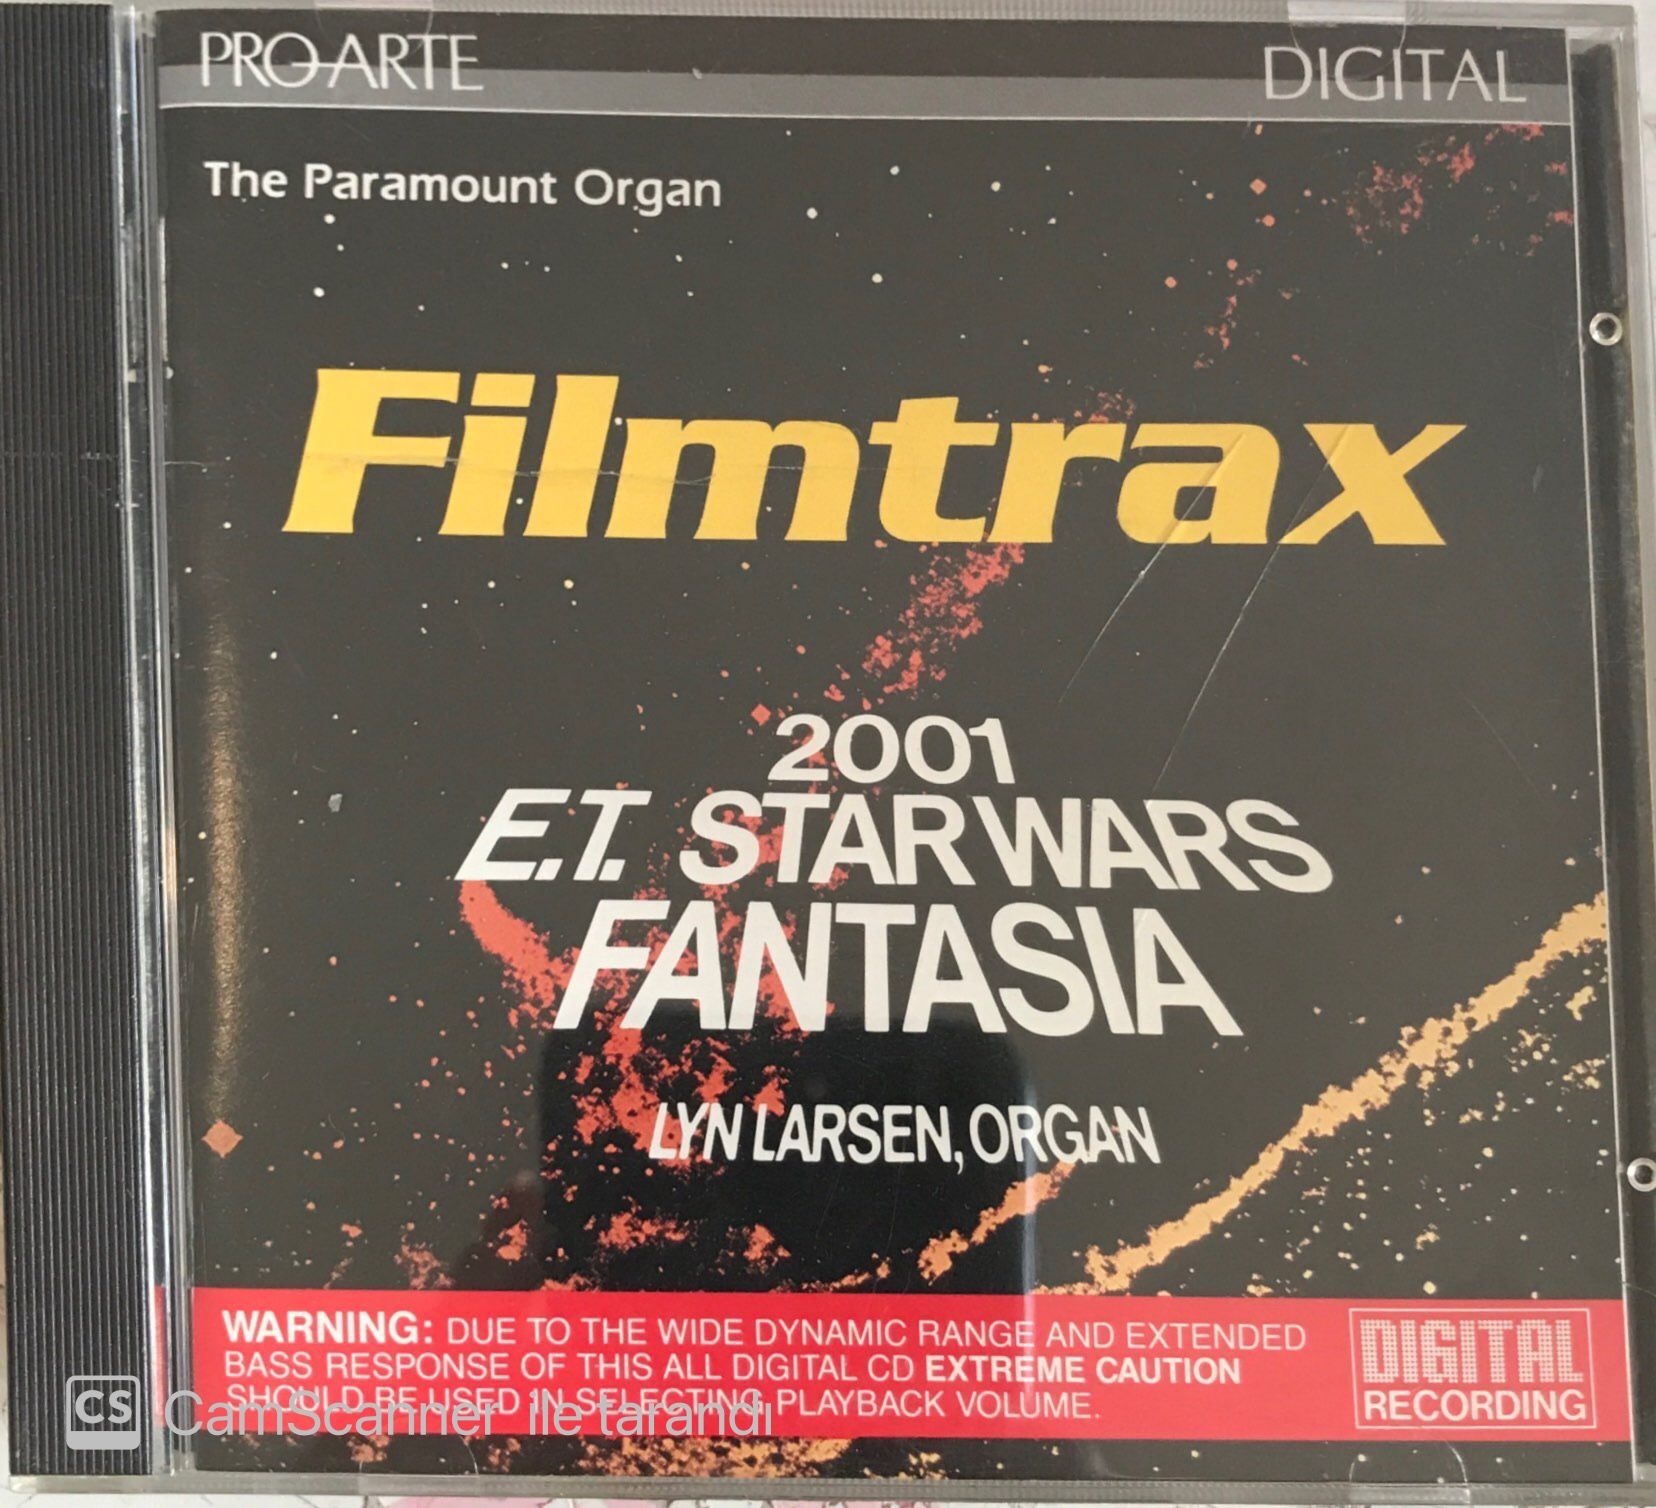 PRO-ARTE
DIGITAL
The Paramount Organ
Filmtrax
2001
E.T. STAR WARS
FANTASIA
LYN LARSEN, ORGAN
WARNING: DUE TO THE WIDE DYNAMIC RANGE AND EXTENDED
BASS RESPONSE OF THIS ALL DIGITAL CD EXTREME CAUTION
SHOULD BE USED IN SELECTING PLAYBACK VOLUME.
DIGITAL
RECORDING
CS CamScanner ile tarandı